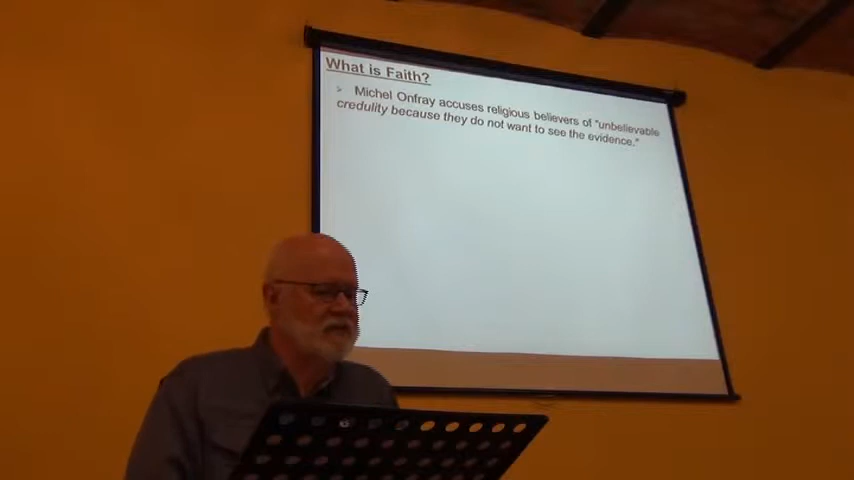 What is Faith?
➢ Michel Onfray accuses religious believers of "unbelievable
credulity because they do not want to see the evidence."